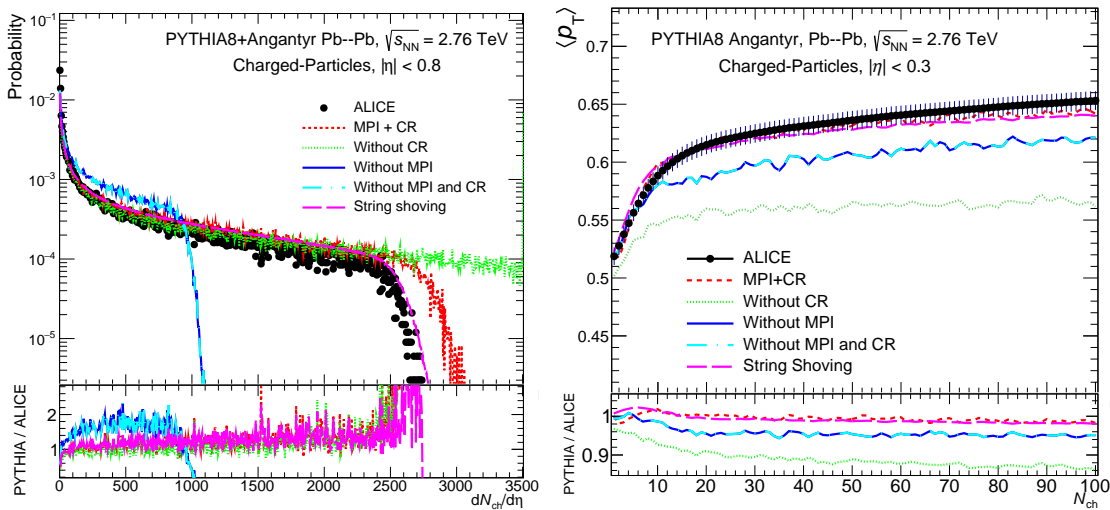 Probability
10⁻¹
10⁻²
10⁻³
10⁻⁴
10⁻⁵
PYTHIA8+Angantyr Pb--Pb, √s_NN = 2.76 TeV
Charged-Particles, |η| < 0.8
ALICE
MPI + CR
Without CR
Without MPI
Without MPI and CR
String shoving
PYTHIA / ALICE
2
1
0 500 1000 1500 2000 2500 3000 3500
dN_ch/dη
⟨p_T⟩
0.7
0.65
0.6
0.55
0.5
0.45
PYTHIA8 Angantyr, Pb--Pb, √s_NN = 2.76 TeV
Charged-Particles, |η| < 0.3
ALICE
MPI+CR
Without CR
Without MPI
Without MPI and CR
String Shoving
PYTHIA / ALICE
1
0.9
10 20 30 40 50 60 70 80 90 100
N_ch